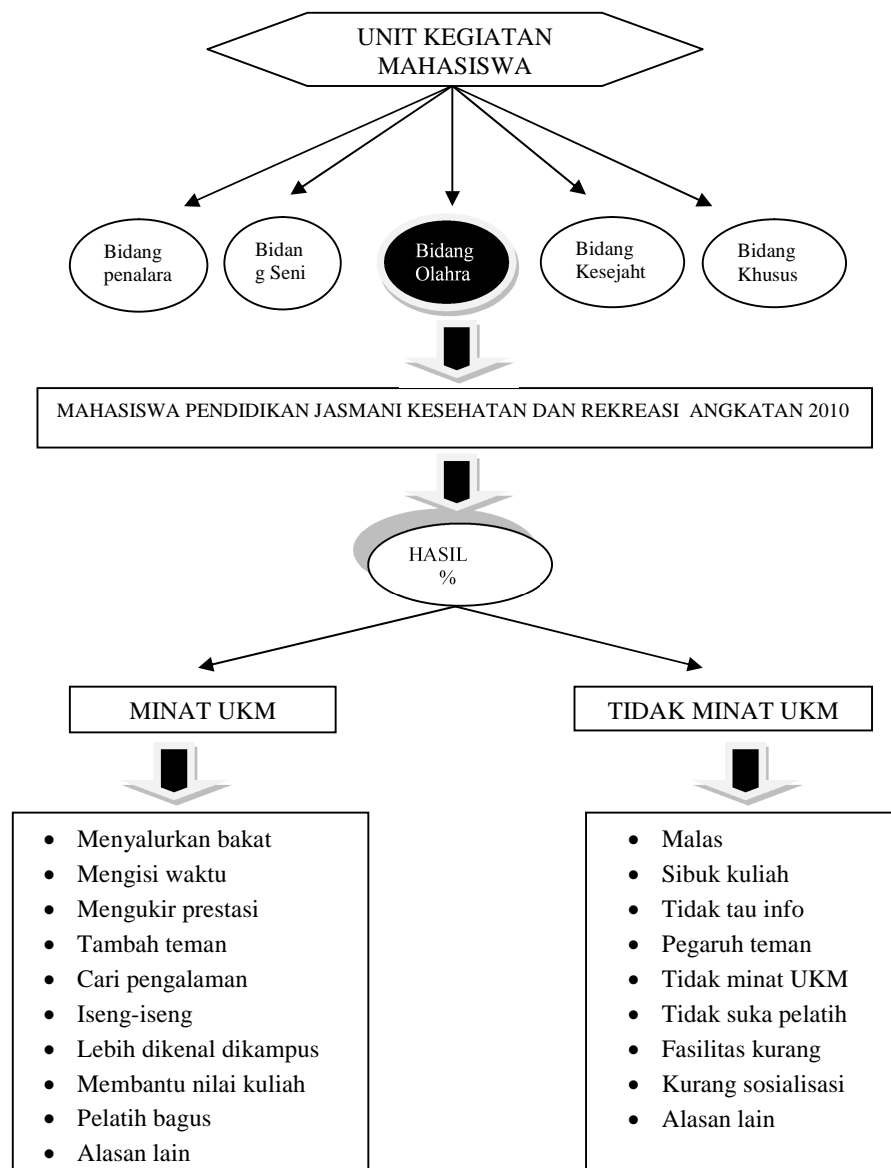 UNIT KEGIATAN
MAHASISWA
Bidang
penalara
Bidan
g Seni
Bidang
Olahra
Bidang
Kesejaht
Bidang
Khusus
MAHASISWA PENDIDIKAN JASMANI KESEHATAN DAN REKREASI ANGKATAN 2010
HASIL
%
MINAT UKM
TIDAK MINAT UKM
• Menyalurkan bakat
• Mengisi waktu
• Mengukir prestasi
• Tambah teman
• Cari pengalaman
• Iseng-iseng
• Lebih dikenal dikampus
• Membantu nilai kuliah
• Pelatih bagus
• Alasan lain
• Malas
• Sibuk kuliah
• Tidak tau info
• Pegaruh teman
• Tidak minat UKM
• Tidak suka pelatih
• Fasilitas kurang
• Kurang sosialisasi
• Alasan lain